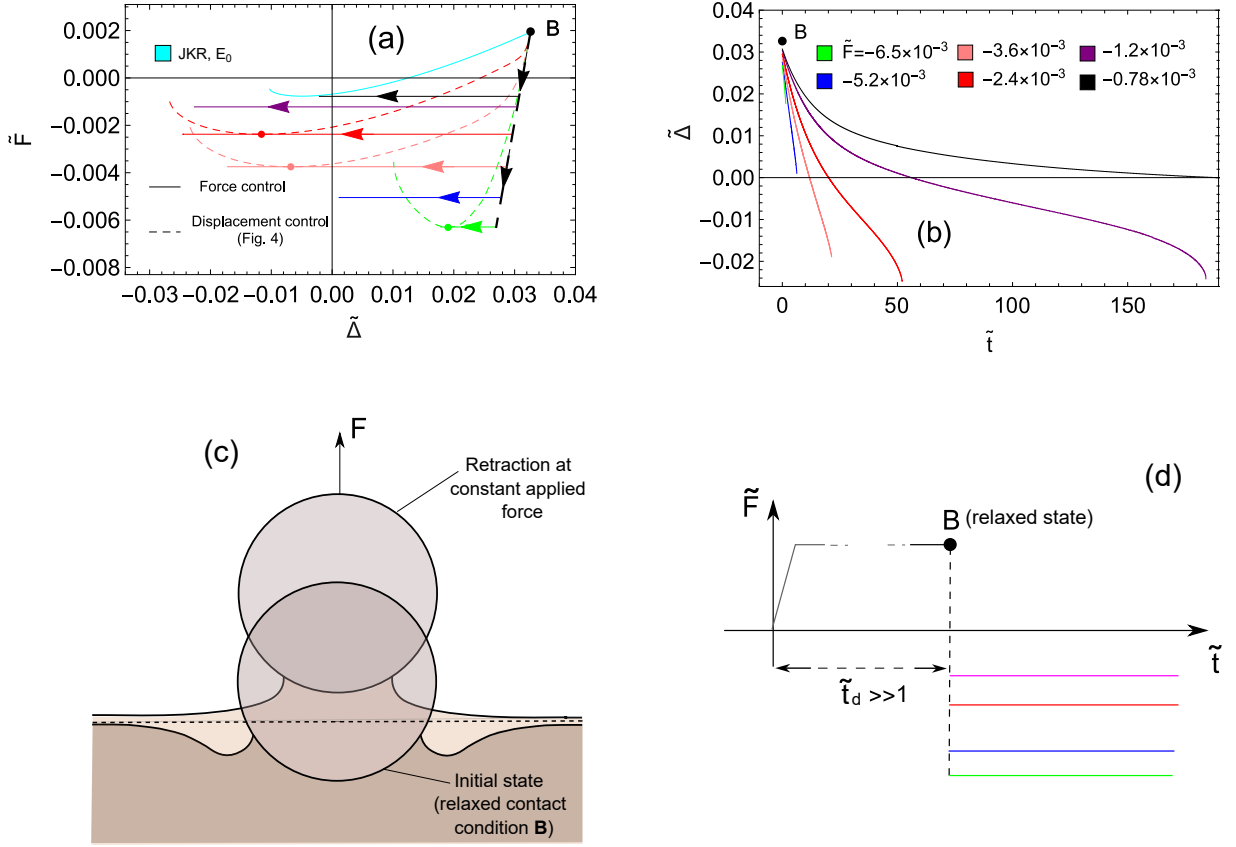 (a)
B
JKR, E₀
Force control
Displacement control
(Fig. 4)
F̃
0.002
0.000
−0.002
−0.004
−0.006
−0.008
−0.03 −0.02 −0.01 0.00 0.01 0.02 0.03 0.04
Δ̃
B
F̃=−6.5×10⁻³ −3.6×10⁻³ −1.2×10⁻³
−5.2×10⁻³ −2.4×10⁻³ −0.78×10⁻³
(b)
Δ̃
0.04
0.03
0.02
0.01
0.00
−0.01
−0.02
0 50 100 150
t̃
(c)
F
Retraction at
constant applied
force
Initial state
(relaxed contact
condition B)
(d)
F̃
B (relaxed state)
t̃
t̃d >>1